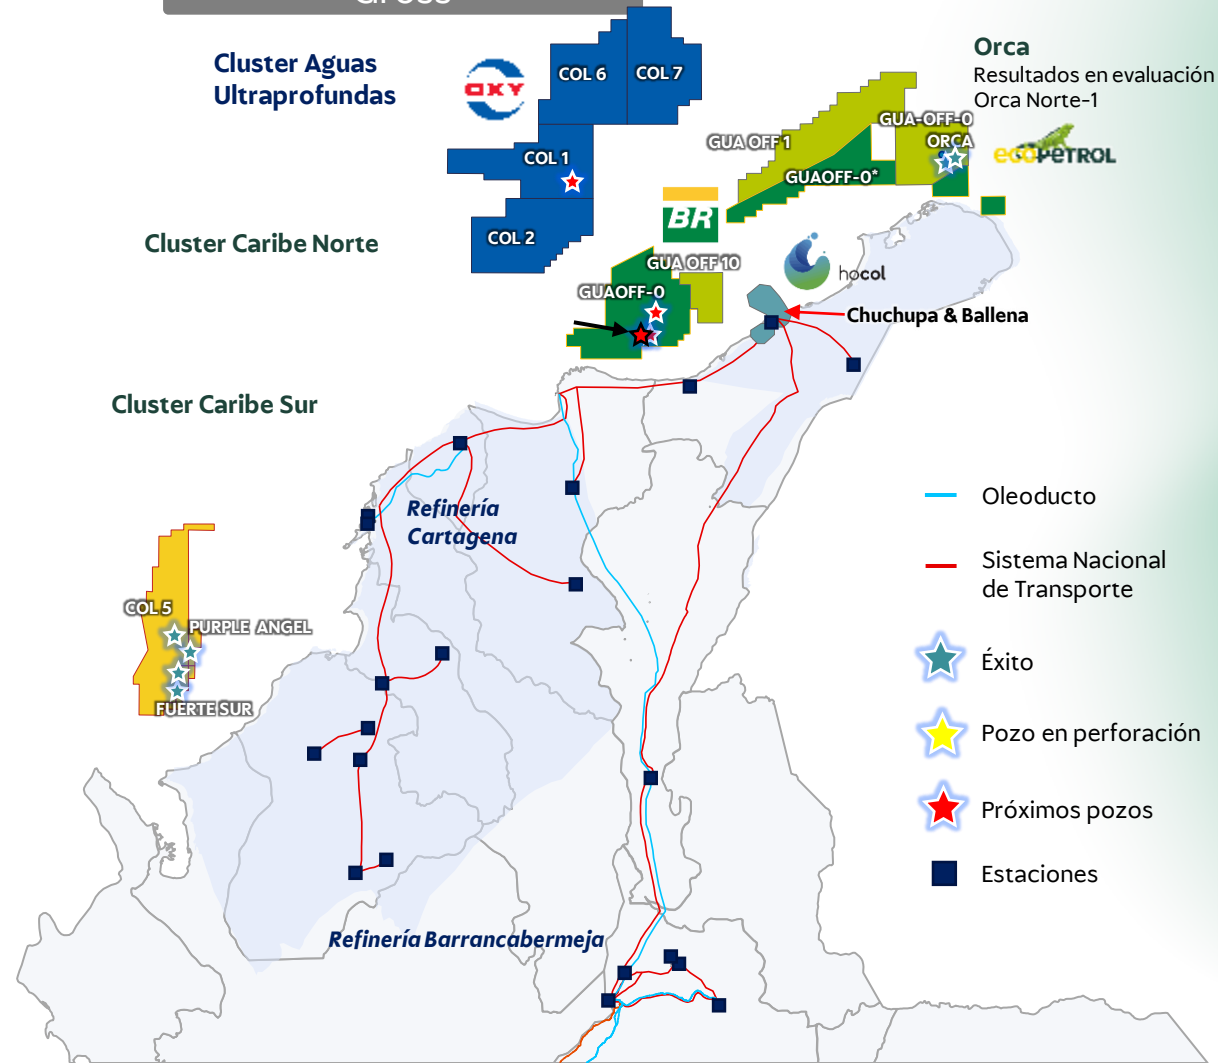 Cluster Aguas
Ultraprofundas
OXY
COL 6
COL 7
Orca
Resultados en evaluación
Orca Norte-1
GUA OFF 1
GUA-OFF-0
ORCA
ecoPETROL
COL 1
GUAOFF-0*
BR
COL 2
Cluster Caribe Norte
GUA OFF 10
hocol
GUAOFF-0
Chuchupa & Ballena
Cluster Caribe Sur
Refinería
Cartagena
Oleoducto
Sistema Nacional
de Transporte
COL 5
PURPLE ANGEL
Éxito
FUERTE SUR
Pozo en perforación
Próximos pozos
Estaciones
Refinería Barrancabermeja